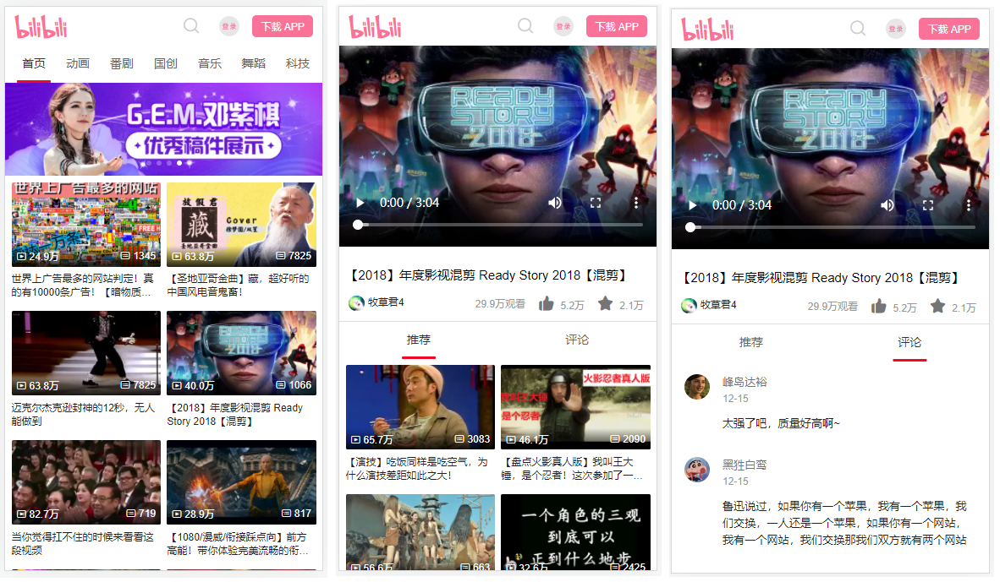 bilibili
登录
下载 APP
首页
动画
番剧
国创
音乐
舞蹈
科技
G.E.M.邓紫棋
优秀稿件展示
世界上广告最多的网站
24.9万
1345
世界上广告最多的网站判定！真
的有10000条广告！【暗物质...
放假君
藏
Cover
圣地亚哥金曲
63.8万
7825
【圣地亚哥金曲】藏，超好听的
中国风电音鬼畜！
63.8万
7825
迈克尔杰克逊封神的12秒，无人
能做到
READY
STORY
2018
40.0万
1066
【2018】年度影视混剪 Ready
Story 2018【混剪】
82.7万
719
当你觉得扛不住的时候来看看这
段视频
28.9万
817
【1080/漫威/衔接踩点向】前方
高能！带你体验完美流畅的衔...
bilibili
登录
下载 APP
READY
STORY
2018
0:00 / 3:04
【2018】年度影视混剪 Ready Story 2018【混剪】
牧草君4
29.9万观看
5.2万
2.1万
推荐
评论
65.7万
3083
【演技】吃饭同样是吃空气，为
什么演技差距如此之大！
火影忍者真人版
我叫王大锤
是个忍者
46.1万
2090
【盘点火影真人版】我叫王大
锤，是个忍者！这次参加了一...
56.6万
663
一个角色的三观
到底可以
正到什么地步
32.6万
2425
bilibili
登录
下载 APP
READY
STORY
2018
0:00 / 3:04
【2018】年度影视混剪 Ready Story 2018【混剪】
牧草君4
29.9万观看
5.2万
2.1万
推荐
评论
峰岛达裕
12-15
太强了吧，质量好高啊~
黑狌白鸾
12-15
鲁迅说过，如果你有一个苹果，我有一个苹果，我
们交换，一人还是一个苹果，如果你有一个网站，
我有一个网站，我们交换那我们双方就有两个网站